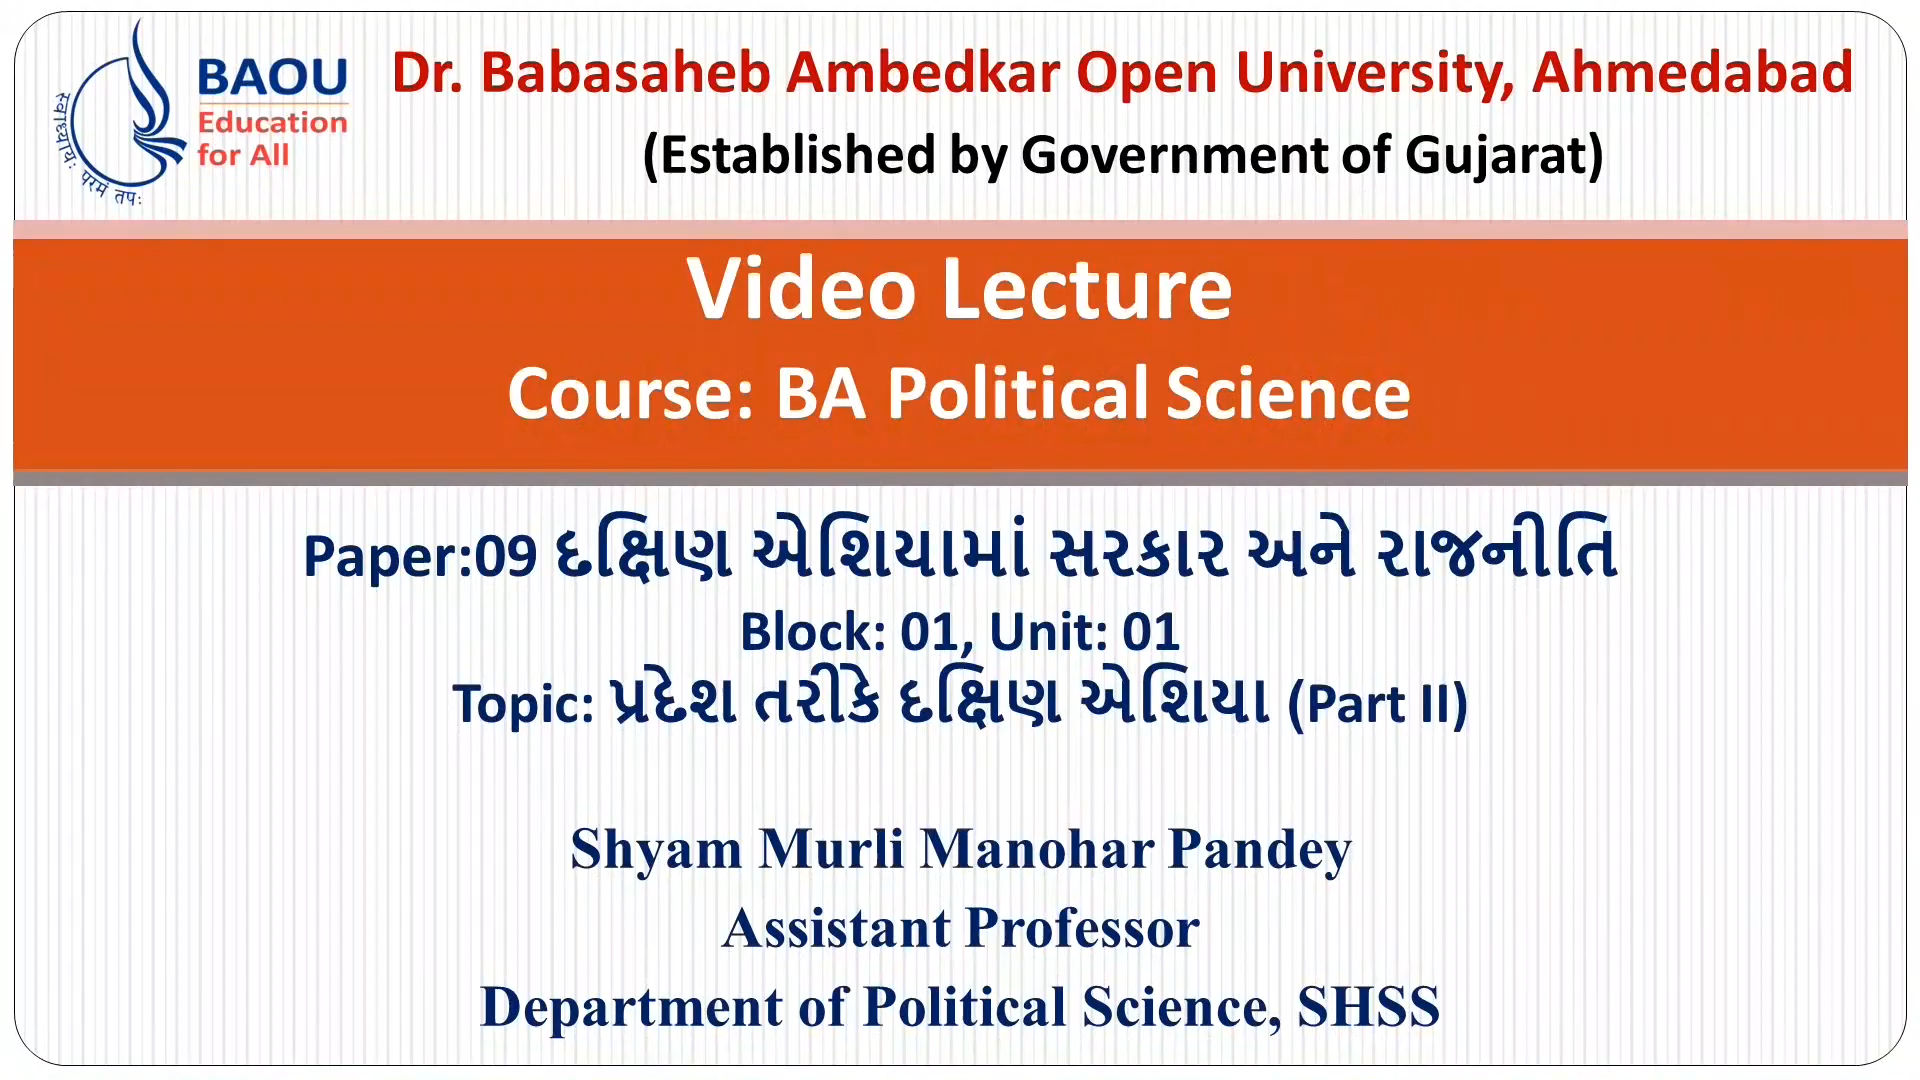 BAOU
Education
for All
स्वाध्यायः परमं तपः
Dr. Babasaheb Ambedkar Open University, Ahmedabad
(Established by Government of Gujarat)
Video Lecture
Course: BA Political Science
Paper:09 દક્ષિણ એશિયામાં સરકાર અને રાજનીતિ
Block: 01, Unit: 01
Topic: પ્રદેશ તરીકે દક્ષિણ એશિયા (Part II)
Shyam Murli Manohar Pandey
Assistant Professor
Department of Political Science, SHSS